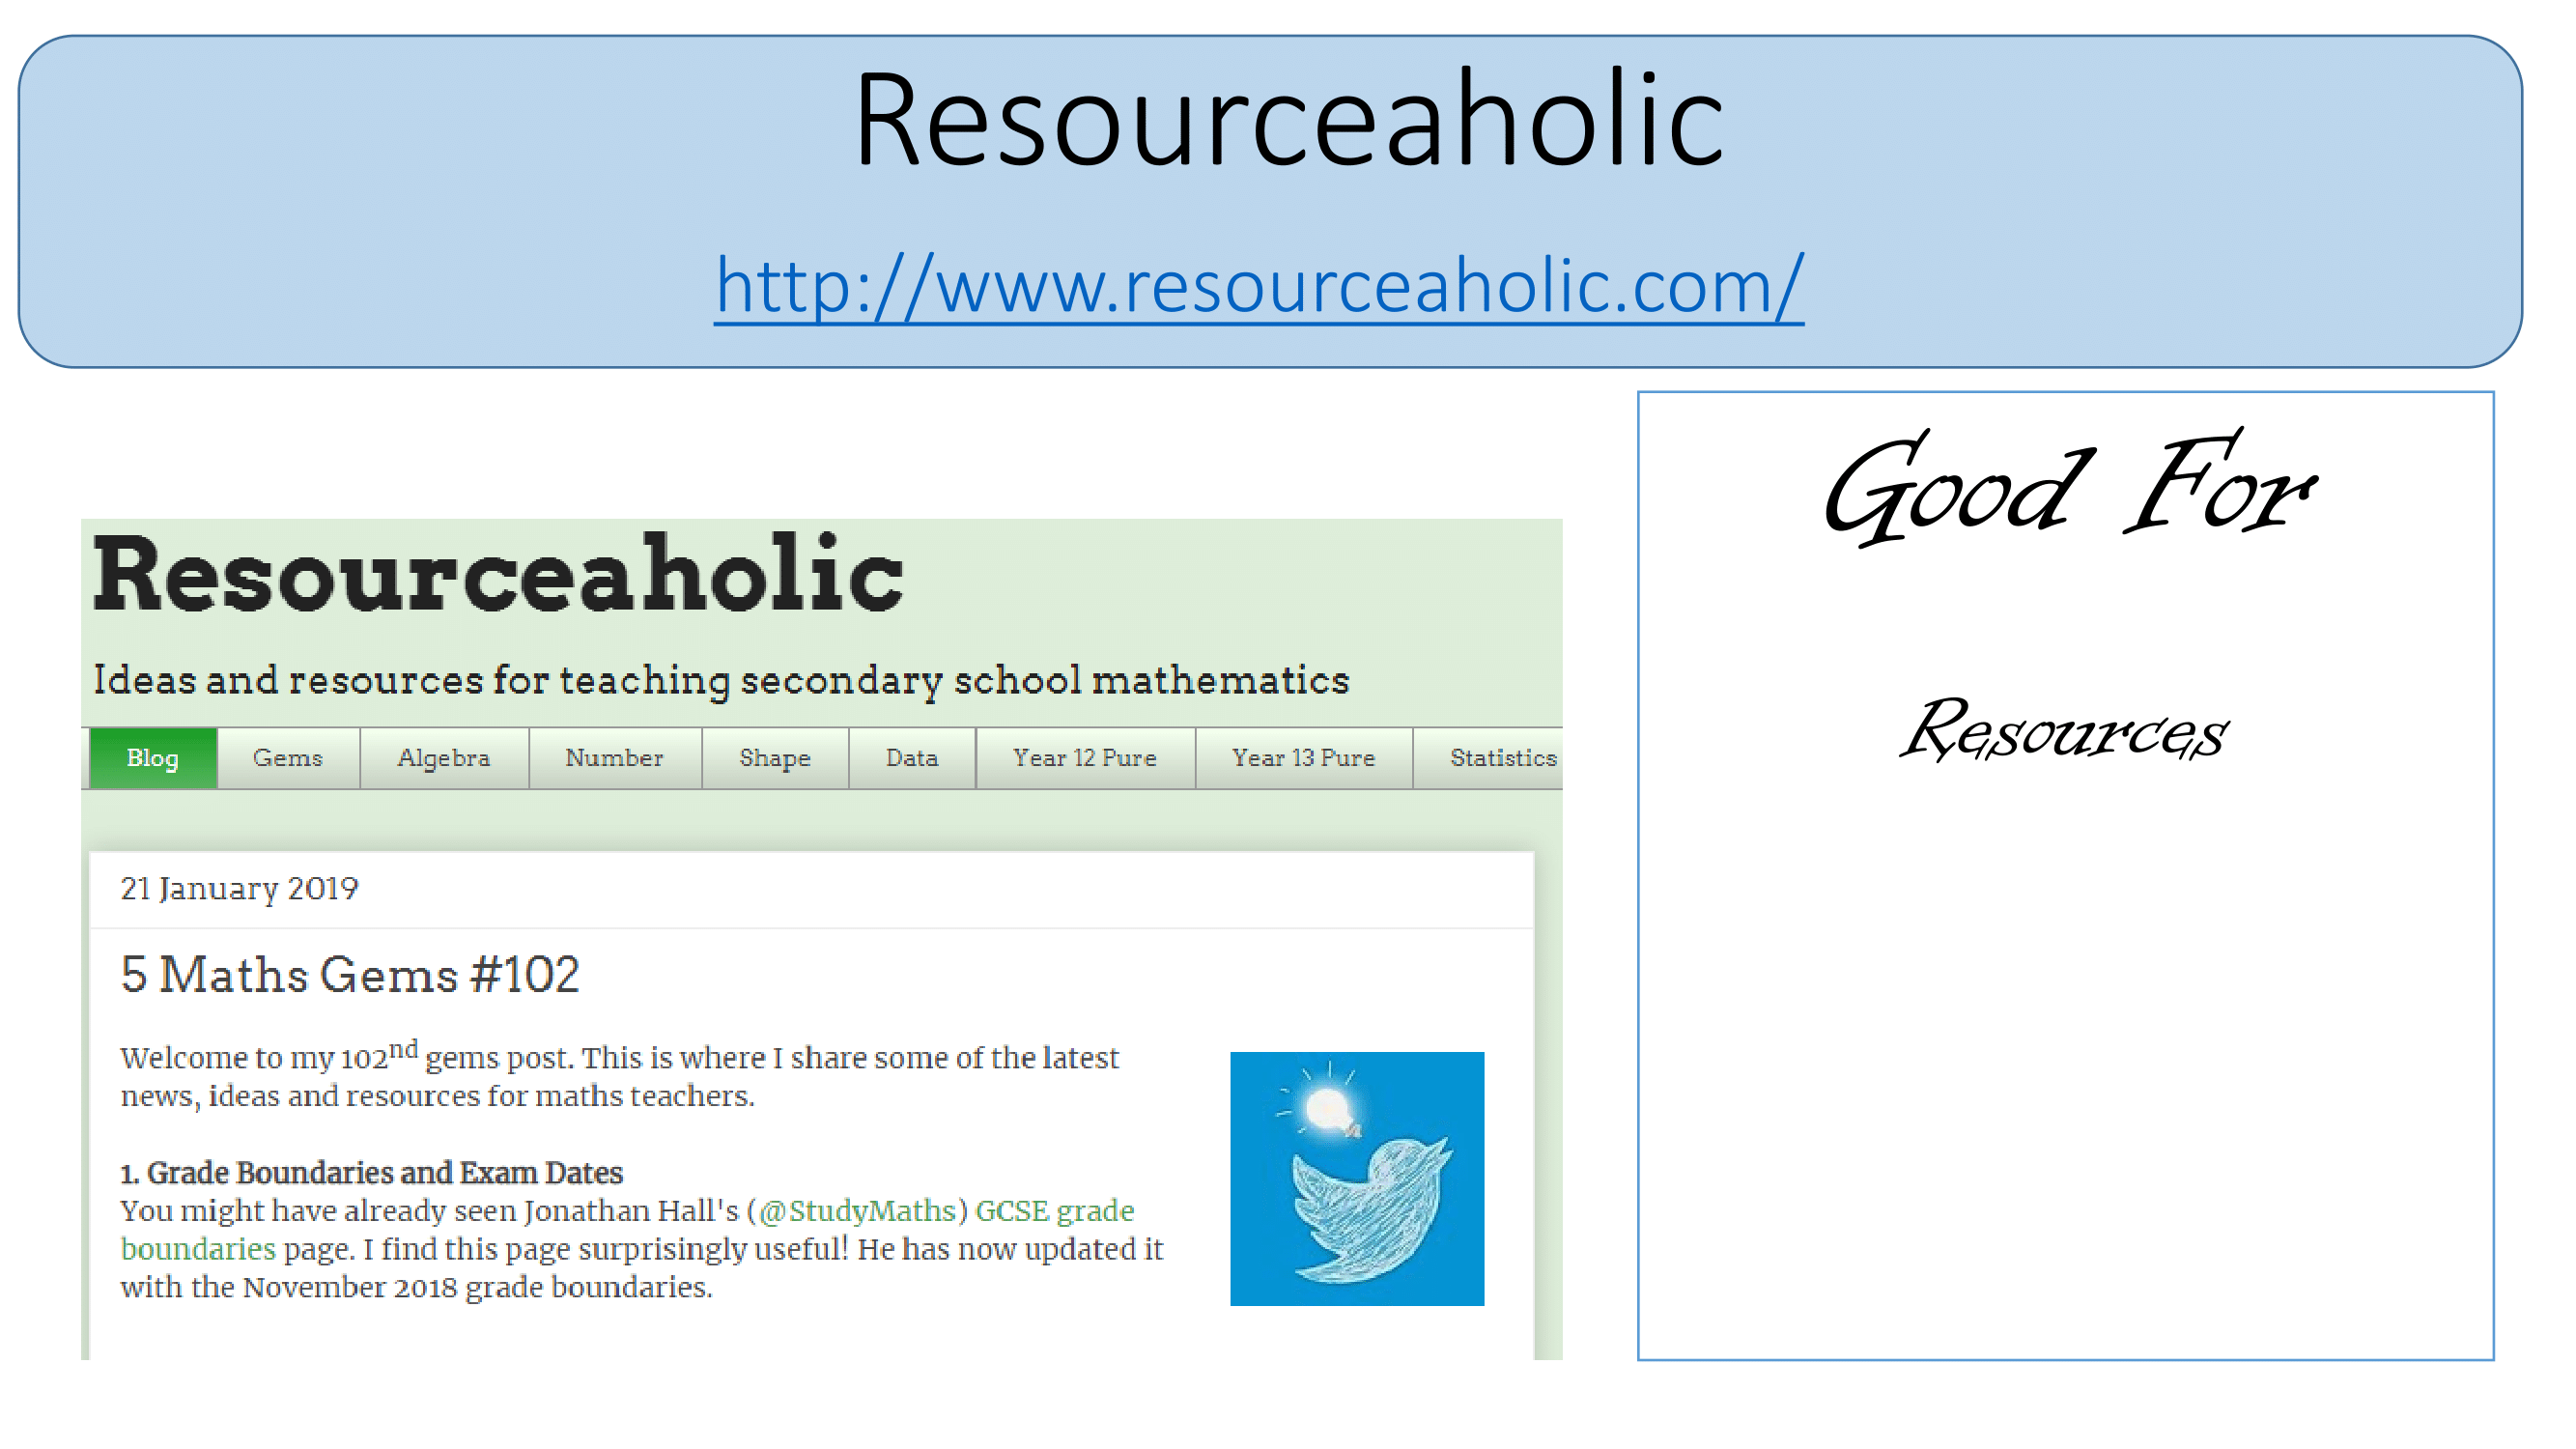 Resourceaholic
http://www.resourceaholic.com/
Resourceaholic
Ideas and resources for teaching secondary school mathematics
Blog Gems Algebra Number Shape Data Year 12 Pure Year 13 Pure Statistics
21 January 2019
5 Maths Gems #102
Welcome to my 102nd gems post. This is where I share some of the latest
news, ideas and resources for maths teachers.
1. Grade Boundaries and Exam Dates
You might have already seen Jonathan Hall's (@StudyMaths) GCSE grade
boundaries page. I find this page surprisingly useful! He has now updated it
with the November 2018 grade boundaries.
Good For
Resources